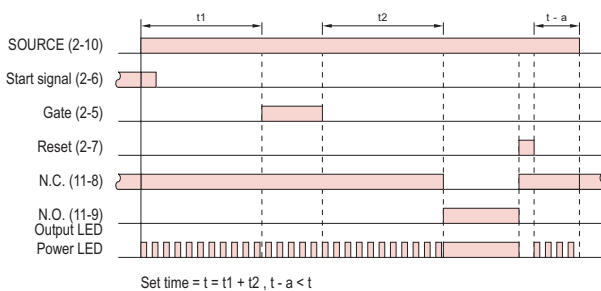 t1 t2 t - a
SOURCE (2-10)
Start signal (2-6)
Gate (2-5)
Reset (2-7)
N.C. (11-8)
N.O. (11-9)
Output LED
Power LED
Set time = t = t1 + t2 , t - a < t